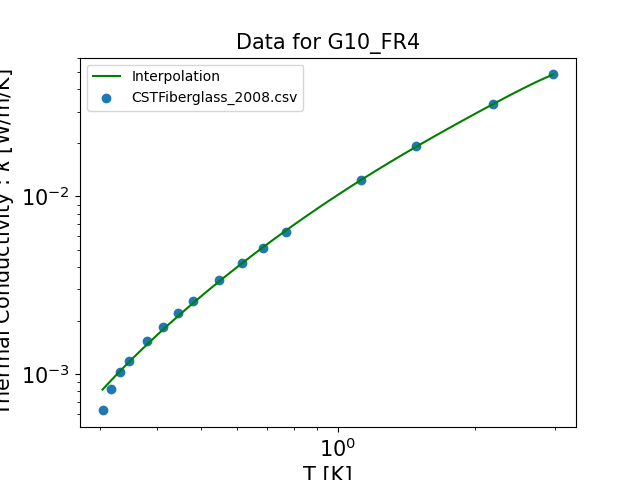 Data for G10_FR4
Interpolation
CSTFiberglass_2008.csv
Thermal Conductivity : k [W/m/K]
10⁻²
10⁻³
10⁰
T [K]